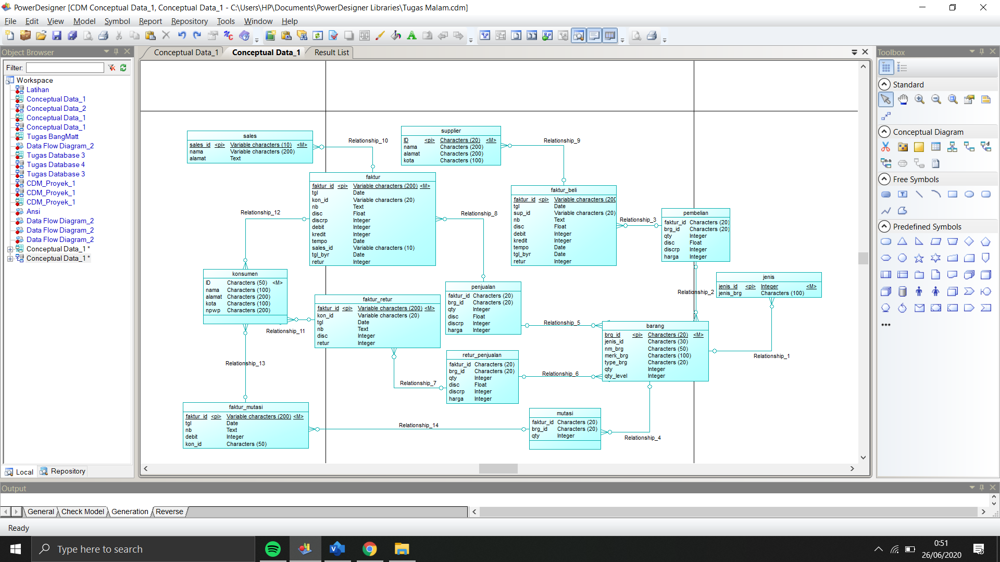 PowerDesigner [CDM Conceptual Data_1, Conceptual Data_1 - C:\Users\HP\Documents\PowerDesigner Libraries\Tugas Malam.cdm]
File Edit View Model Symbol Report Repository Tools Window Help
Object Browser
Filter:
Workspace
Latihan
Conceptual Data_1
Conceptual Data_2
Conceptual Data_1
Conceptual Data_1
Tugas BangMatt
Data Flow Diagram_2
Tugas Database 3
Tugas Database 4
Tugas Database 3
CDM_Proyek_1
CDM_Proyek_1
CDM_Proyek_1
Ansi
Data Flow Diagram_2
Data Flow Diagram_2
Data Flow Diagram_2
Conceptual Data_1 *
Conceptual Data_1 *
Local Repository
Conceptual Data_1 Conceptual Data_1 Result List
sales
sales_id <pi> Variable characters (10) <M>
nama Variable characters (200)
alamat Text
Relationship_10
supplier
ID <pi> Characters (20) <M>
nama Characters (200)
alamat Characters (200)
kota Characters (100)
Relationship_9
faktur
faktur_id <pi> Variable characters (200) <M>
tgl Date
kon_id Variable characters (20)
nb Text
disc Float
discrp Integer
debit Integer
kredit Integer
tempo Date
sales_id Variable characters (10)
tgl_byr Date
retur Integer
Relationship_12
Relationship_8
faktur_beli
faktur_id <pi> Variable characters (200
tgl Date
sup_id Variable characters (20)
nb Text
disc Float
debit Integer
kredit Integer
tempo Date
tgl_byr Date
retur Integer
Relationship_3
pembelian
faktur_id Characters (20)
brg_id Characters (20)
qty Integer
disc Float
discrp Integer
harga Integer
jenis
jenis_id <pi> Integer <M>
jenis_brg Characters (100)
Relationship_2
konsumen
ID Characters (50) <M>
nama Characters (100)
alamat Characters (200)
kota Characters (100)
npwp Characters (200)
Relationship_11
faktur_retur
faktur_id <pi> Variable characters (200) <M>
kon_id Variable characters (20)
tgl Date
nb Text
disc Integer
retur Integer
penjualan
faktur_id Characters (20)
brg_id Characters (20)
qty Integer
disc Float
discrp Integer
harga Integer
Relationship_5
barang
brg_id <pi> Characters (20) <M>
jenis_id Characters (30)
nm_brg Characters (50)
merk_brg Characters (100)
type_brg Characters (20)
qty Integer
qty_level Integer
Relationship_1
Relationship_13
retur_penjualan
faktur_id Characters (20)
brg_id Characters (20)
qty Integer
disc Float
discrp Integer
harga Integer
Relationship_6
Relationship_7
faktur_mutasi
faktur_id <pi> Variable characters (200) <M>
tgl Date
nb Text
debit Integer
kon_id Characters (50)
Relationship_14
mutasi
faktur_id Characters (20)
brg_id Characters (20)
qty Integer
Relationship_4
Toolbox
Standard
Conceptual Diagram
Free Symbols
Predefined Symbols
Output
General Check Model Generation Reverse
Ready
Type here to search
0:51
26/06/2020